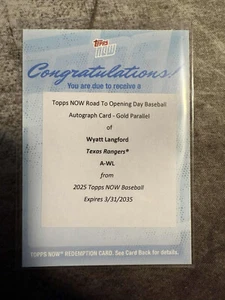 Topps
NOW
Congratulations!
You are due to receive a
Topps NOW Road To Opening Day Baseball
Autograph Card - Gold Parallel
of
Wyatt Langford
Texas Rangers®
A-WL
from
2025 Topps NOW Baseball
Expires 3/31/2035
TOPPS NOW® REDEMPTION CARD. See Card Back for details.